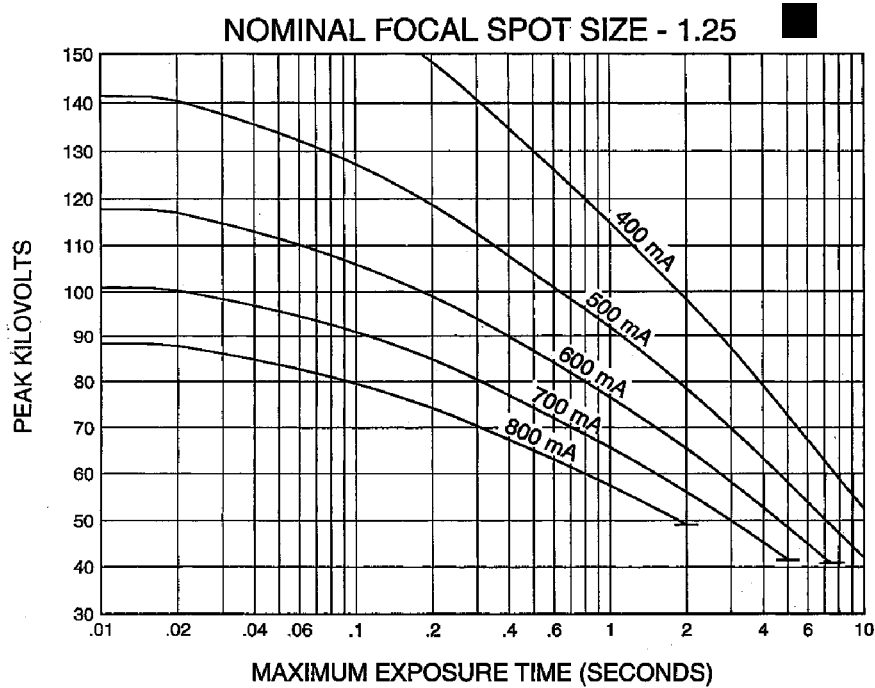 NOMINAL FOCAL SPOT SIZE - 1.25
150
140
130
120
110
100
90
80
70
60
50
40
30
PEAK KILOVOLTS
400 mA
500 mA
600 mA
700 mA
800 mA
.01 .02 .04 .06 .1 .2 .4 .6 1 2 4 6 10
MAXIMUM EXPOSURE TIME (SECONDS)